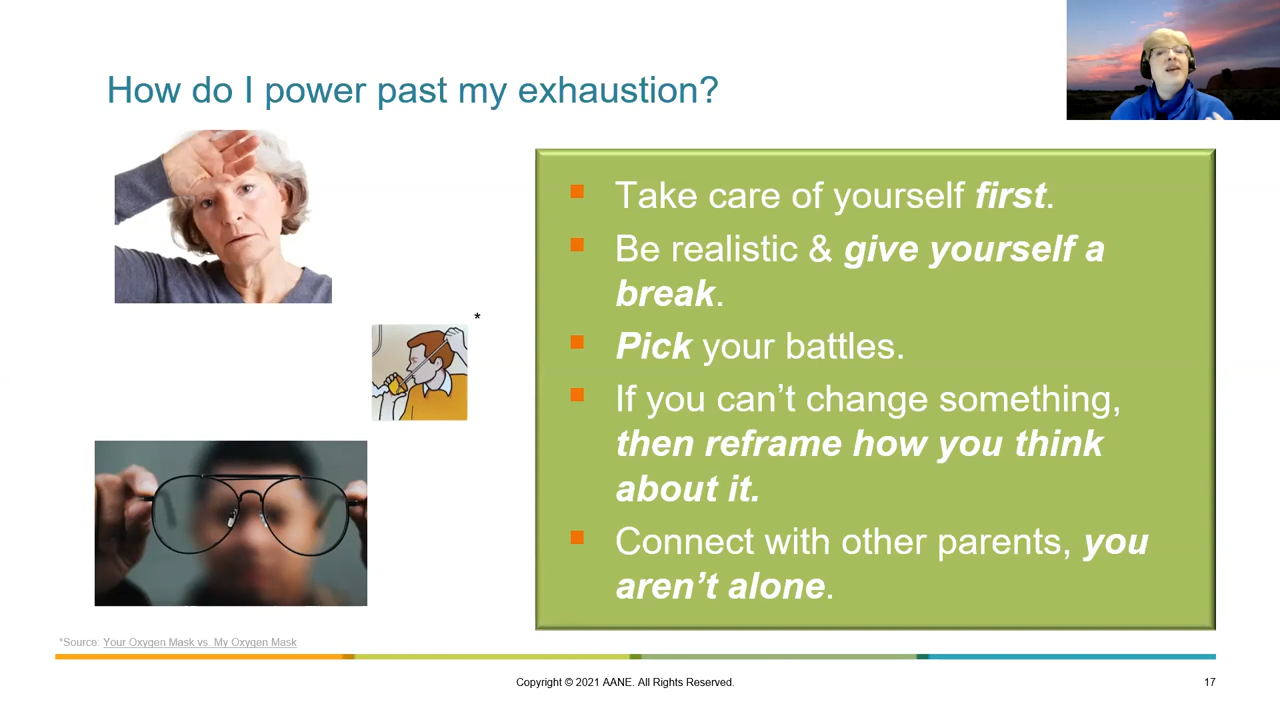 How do I power past my exhaustion?
Take care of yourself first.
Be realistic & give yourself a
break.
Pick your battles.
If you can’t change something,
then reframe how you think
about it.
Connect with other parents, you
aren’t alone.
*
*Source: Your Oxygen Mask vs. My Oxygen Mask
Copyright © 2021 AANE. All Rights Reserved.
17